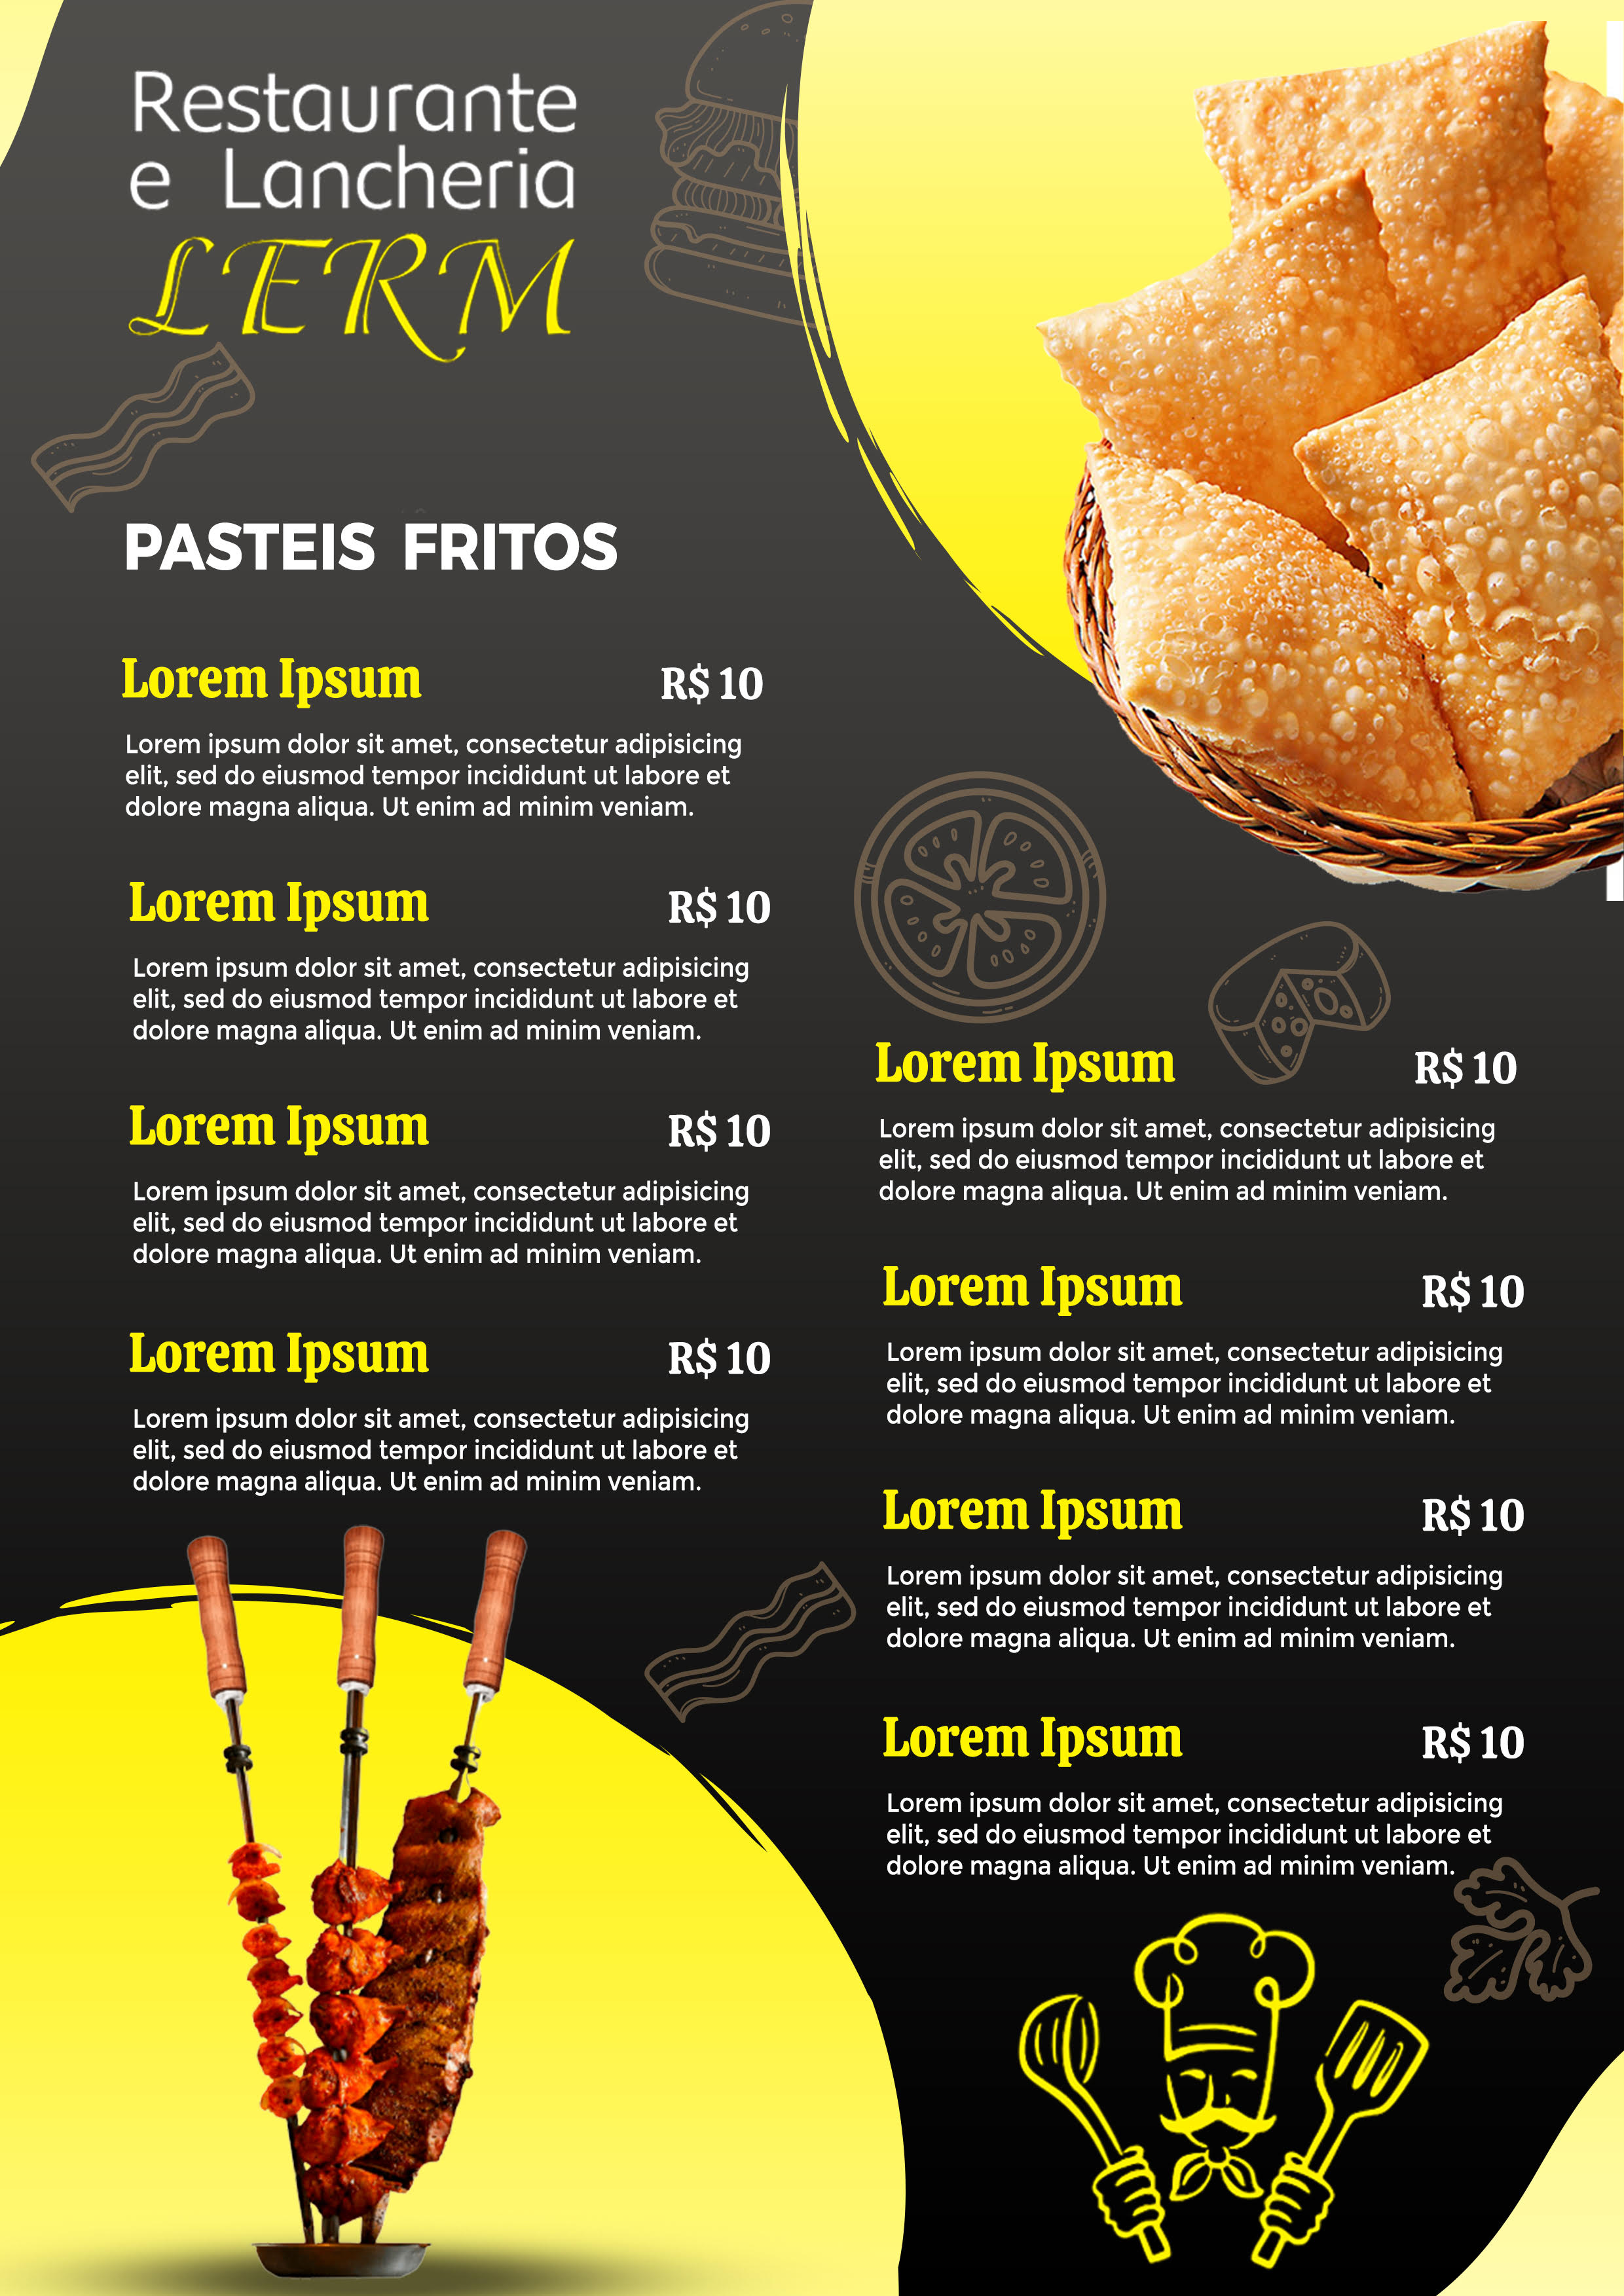 Restaurante
e Lancheria
LERM
PASTEIS FRITOS
Lorem Ipsum R$ 10
Lorem ipsum dolor sit amet, consectetur adipisicing
elit, sed do eiusmod tempor incididunt ut labore et
dolore magna aliqua. Ut enim ad minim veniam.
Lorem Ipsum R$ 10
Lorem ipsum dolor sit amet, consectetur adipisicing
elit, sed do eiusmod tempor incididunt ut labore et
dolore magna aliqua. Ut enim ad minim veniam.
Lorem Ipsum R$ 10
Lorem ipsum dolor sit amet, consectetur adipisicing
elit, sed do eiusmod tempor incididunt ut labore et
dolore magna aliqua. Ut enim ad minim veniam.
Lorem Ipsum R$ 10
Lorem ipsum dolor sit amet, consectetur adipisicing
elit, sed do eiusmod tempor incididunt ut labore et
dolore magna aliqua. Ut enim ad minim veniam.
Lorem Ipsum R$ 10
Lorem ipsum dolor sit amet, consectetur adipisicing
elit, sed do eiusmod tempor incididunt ut labore et
dolore magna aliqua. Ut enim ad minim veniam.
Lorem Ipsum R$ 10
Lorem ipsum dolor sit amet, consectetur adipisicing
elit, sed do eiusmod tempor incididunt ut labore et
dolore magna aliqua. Ut enim ad minim veniam.
Lorem Ipsum R$ 10
Lorem ipsum dolor sit amet, consectetur adipisicing
elit, sed do eiusmod tempor incididunt ut labore et
dolore magna aliqua. Ut enim ad minim veniam.
Lorem Ipsum R$ 10
Lorem ipsum dolor sit amet, consectetur adipisicing
elit, sed do eiusmod tempor incididunt ut labore et
dolore magna aliqua. Ut enim ad minim veniam.